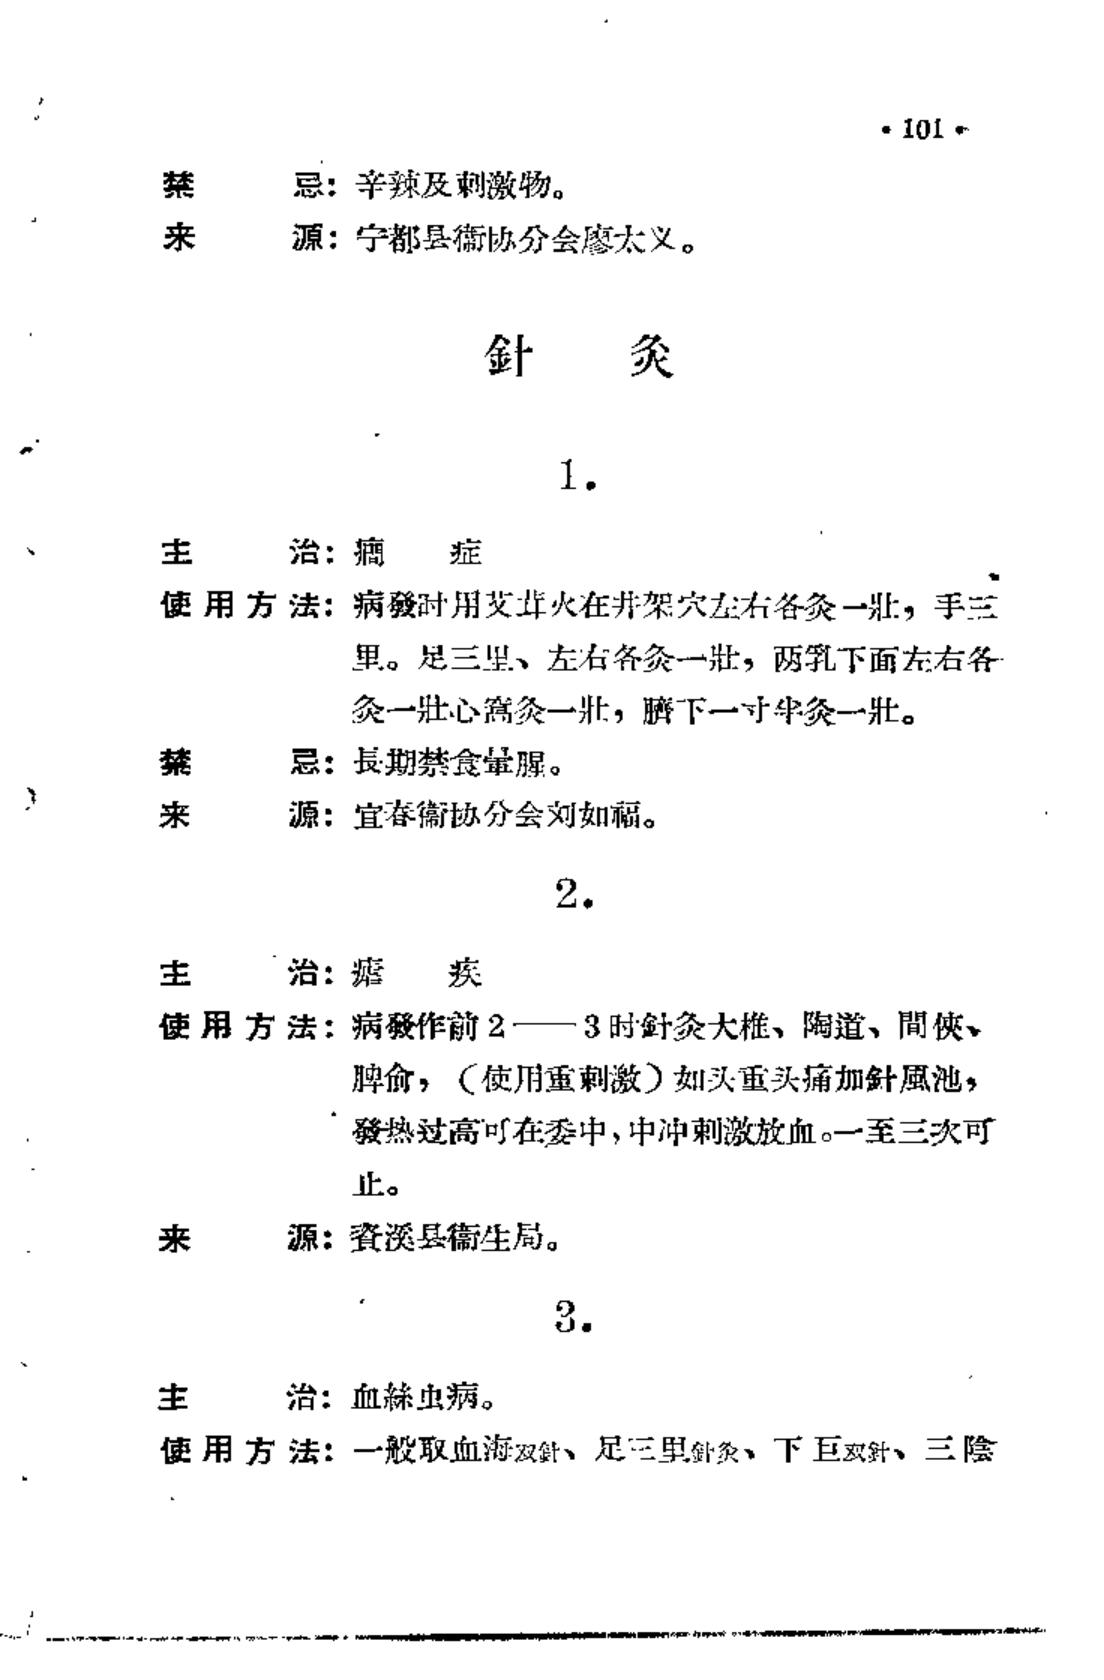 • 101 •
禁　　忌：辛辣及刺激物。
来　　源：宁都县衞协分会廖太义。
針　灸
1.
主　　治：癎　症
使用方法：病發时用艾茸火在井架穴左右各灸一壯，手三
里。足三里、左右各灸一壯，两乳下面左右各
灸一壯心窩灸一壯，臍下一寸半灸一壯。
禁　　忌：長期禁食葷腥。
来　　源：宜春衞协分会刘如福。
2.
主　　治：瘧　疾
使用方法：病發作前2——3时針灸大椎、陶道、間俠、
脾俞，（使用重刺激）如头重头痛加針風池，
發热过高可在委中，中冲刺激放血。一至三次可
止。
来　　源：資溪县衞生局。
3.
主　　治：血絲虫病。
使用方法：一般取血海双針、足三里針灸、下巨双針、三陰